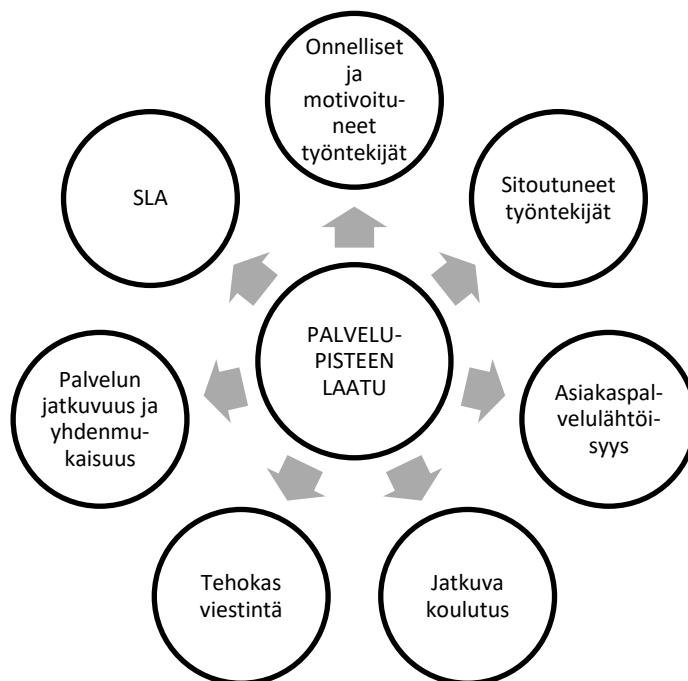 Onnelliset
ja
motivoitu-
neet
työntekijät
Sitoutuneet
työntekijät
Asiakaspal-
velulähtöi-
syys
Jatkuva
koulutus
Tehokas
viestintä
Palvelun
jatkuvuus ja
yhdenmu-
kaisuus
SLA
PALVELU-
PISTEEN
LAATU